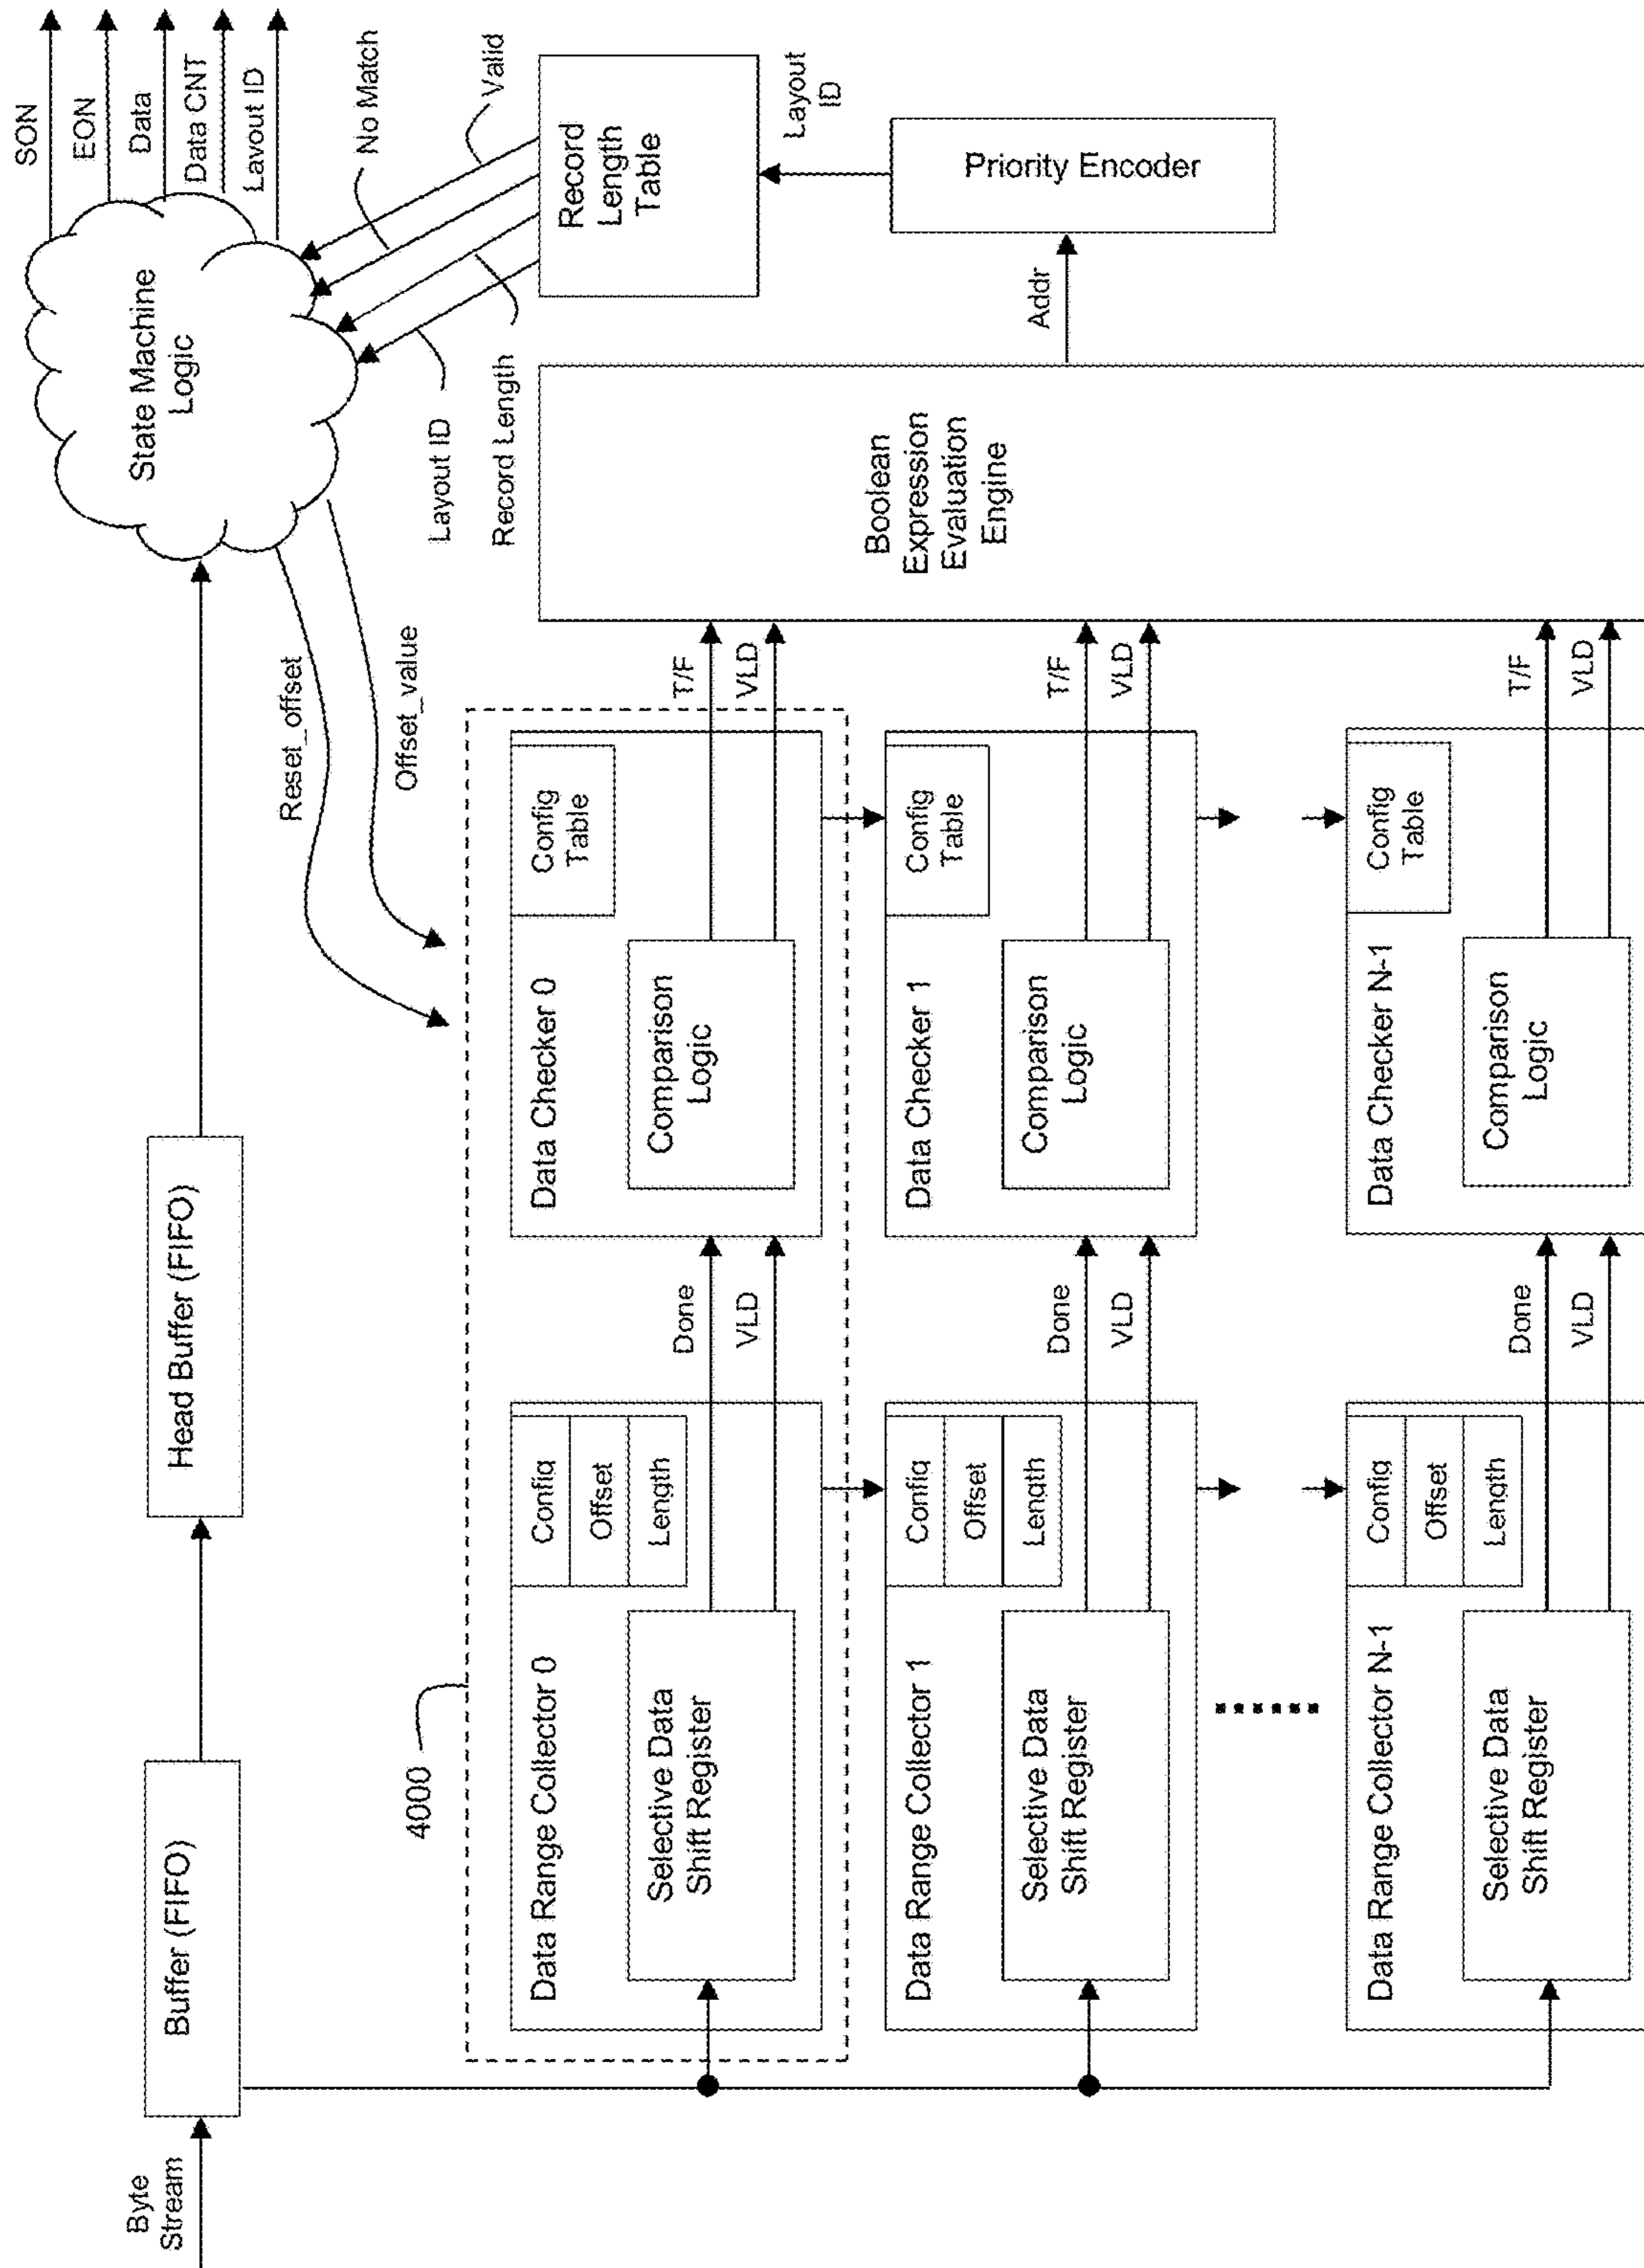 Byte
Stream
Buffer (FIFO)
Head Buffer (FIFO)
State Machine
Logic
SON
EON
Data
Data CNT
Layout ID
Reset_offset
Offset_value
Layout ID
Record Length
No Match
Valid
Record
Length
Table
Layout
ID
Priority Encoder
Addr
Boolean
Expression
Evaluation
Engine
4000
Data Range Collector 0
Selective Data
Shift Register
Config
Offset
Length
Done
VLD
Data Checker 0
Comparison
Logic
Config
Table
T/F
VLD
Data Range Collector 1
Selective Data
Shift Register
Config
Offset
Length
Done
VLD
Data Checker 1
Comparison
Logic
Config
Table
T/F
VLD
Data Range Collector N-1
Selective Data
Shift Register
Config
Offset
Length
Done
VLD
Data Checker N-1
Comparison
Logic
Config
Table
T/F
VLD